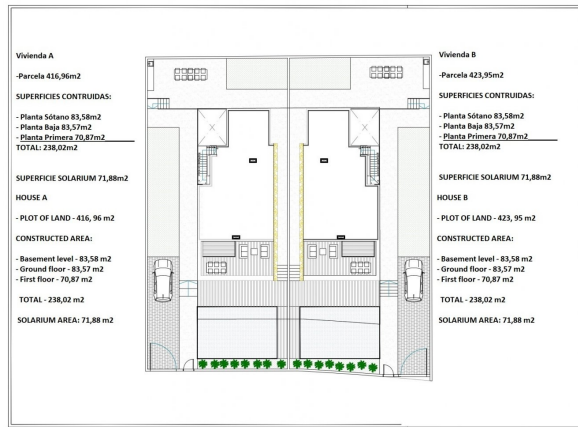 Vivienda A
-Parcela 416,96m2
SUPERFICIES CONTRUIDAS:
- Planta Sótano 83,58m2
- Planta Baja 83,57m2
- Planta Primera 70,87m2
TOTAL: 238,02m2
SUPERFICIE SOLARIUM 71,88m2
HOUSE A
- PLOT OF LAND - 416, 96 m2
CONSTRUCTED AREA:
- Basement level - 83,58 m2
- Ground floor - 83,57 m2
- First floor - 70,87 m2
TOTAL - 238,02 m2
SOLARIUM AREA: 71,88 m2
Vivienda B
-Parcela 423,95m2
SUPERFICIES CONTRUIDAS:
- Planta Sótano 83,58m2
- Planta Baja 83,57m2
- Planta Primera 70,87m2
TOTAL: 238,02m2
SUPERFICIE SOLARIUM 71,88m2
HOUSE B
- PLOT OF LAND - 423, 95 m2
CONSTRUCTED AREA:
- Basement level - 83,58 m2
- Ground floor - 83,57 m2
- First floor - 70,87 m2
TOTAL - 238,02 m2
SOLARIUM AREA: 71,88 m2